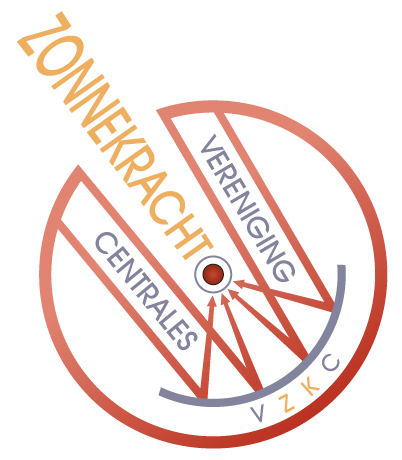 ZONNEKRACHT
CENTRALES
VERENIGING
VZKC